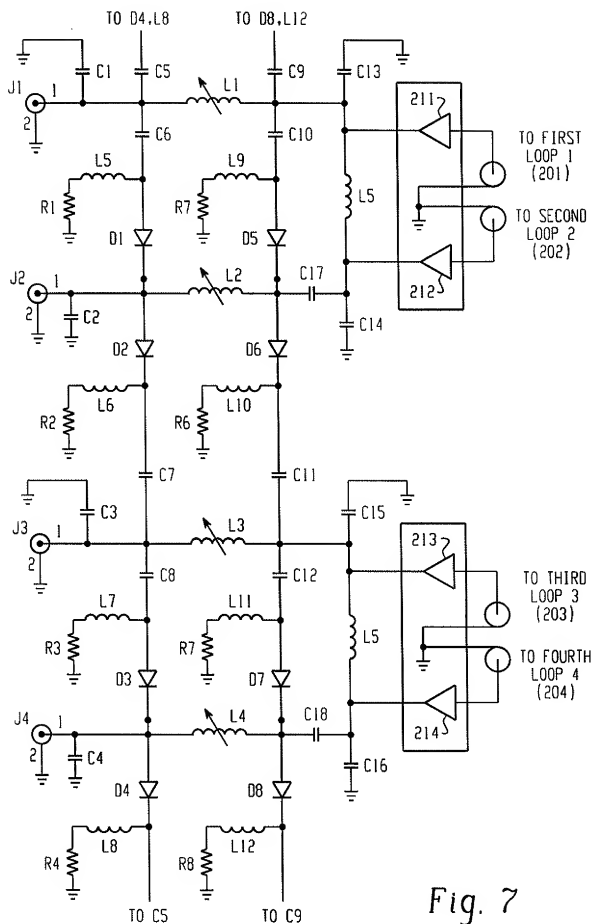 TO D4,L8
TO D8,L12
C1
C5
C9
C13
J1
1
2
L1
211
C6
C10
TO FIRST
LOOP 1
(201)
L5
L9
L5
R1
R7
TO SECOND
LOOP 2
(202)
D1
D5
212
J2
1
2
L2
C17
C2
C14
D2
D6
L6
L10
R2
R6
C7
C11
C3
C15
J3
1
2
L3
213
C8
C12
TO THIRD
LOOP 3
(203)
L7
L11
L5
R3
R7
TO FOURTH
LOOP 4
(204)
D3
D7
214
J4
1
2
L4
C18
C4
C16
D4
D8
L8
L12
R4
R8
TO C5
TO C9
Fig. 7